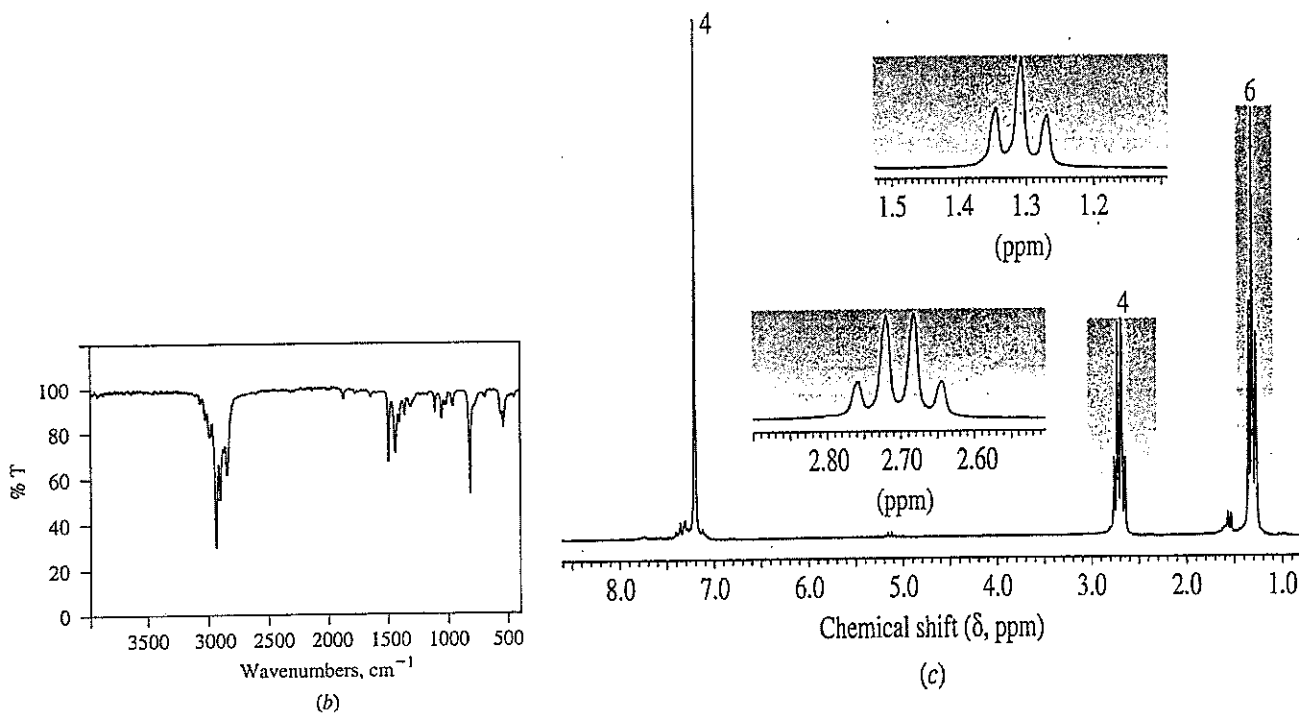 4
6
1.5 1.4 1.3 1.2
(ppm)
4
2.80 2.70 2.60
(ppm)
8.0 7.0 6.0 5.0 4.0 3.0 2.0 1.0
Chemical shift (δ, ppm)
(c)
100
80
60
40
20
0
% T
3500 3000 2500 2000 1500 1000 500
Wavenumbers, cm⁻¹
(b)